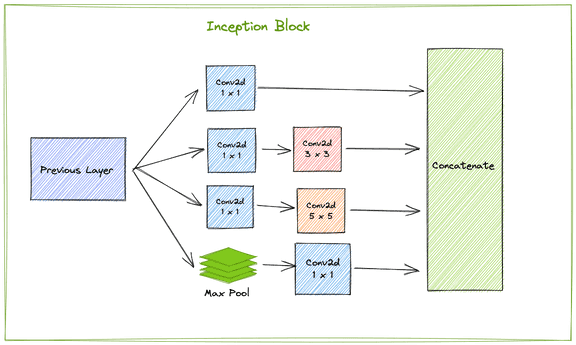 Inception Block
Conv2d
1 x 1
Conv2d
1 x 1
Conv2d
3 x 3
Previous Layer
Concatenate
Conv2d
1 x 1
Conv2d
5 x 5
Conv2d
1 x 1
Max Pool